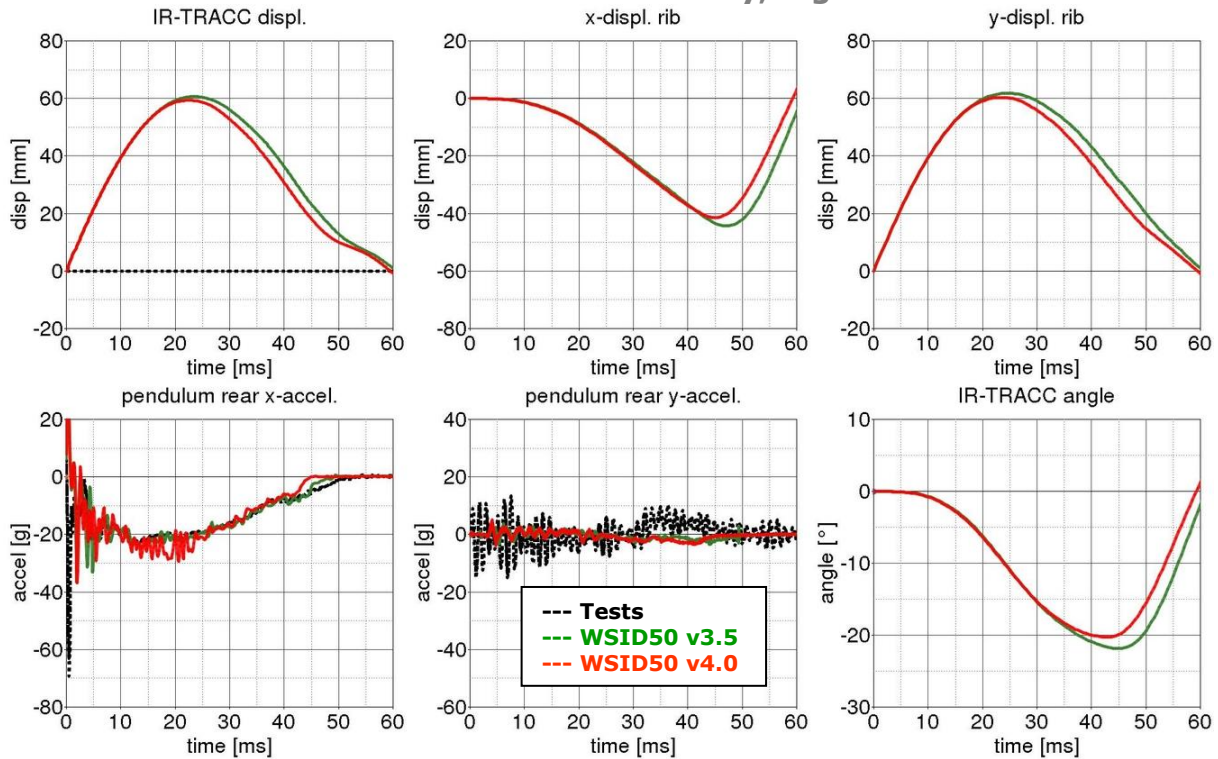 IR-TRACC displ.
x-displ. rib
y-displ. rib
disp [mm]
80
60
40
20
0
-20
0 10 20 30 40 50 60
time [ms]
disp [mm]
20
0
-20
-40
-60
-80
0 10 20 30 40 50 60
time [ms]
disp [mm]
80
60
40
20
0
-20
0 10 20 30 40 50 60
time [ms]
pendulum rear x-accel.
pendulum rear y-accel.
IR-TRACC angle
accel [g]
20
0
-20
-40
-60
-80
0 10 20 30 40 50 60
time [ms]
accel [g]
40
20
0
-20
-40
-60
0 10 20 30 40 50 60
time [ms]
angle [°]
10
0
-10
-20
-30
0 10 20 30 40 50 60
time [ms]
--- Tests
--- WSID50 v3.5
--- WSID50 v4.0